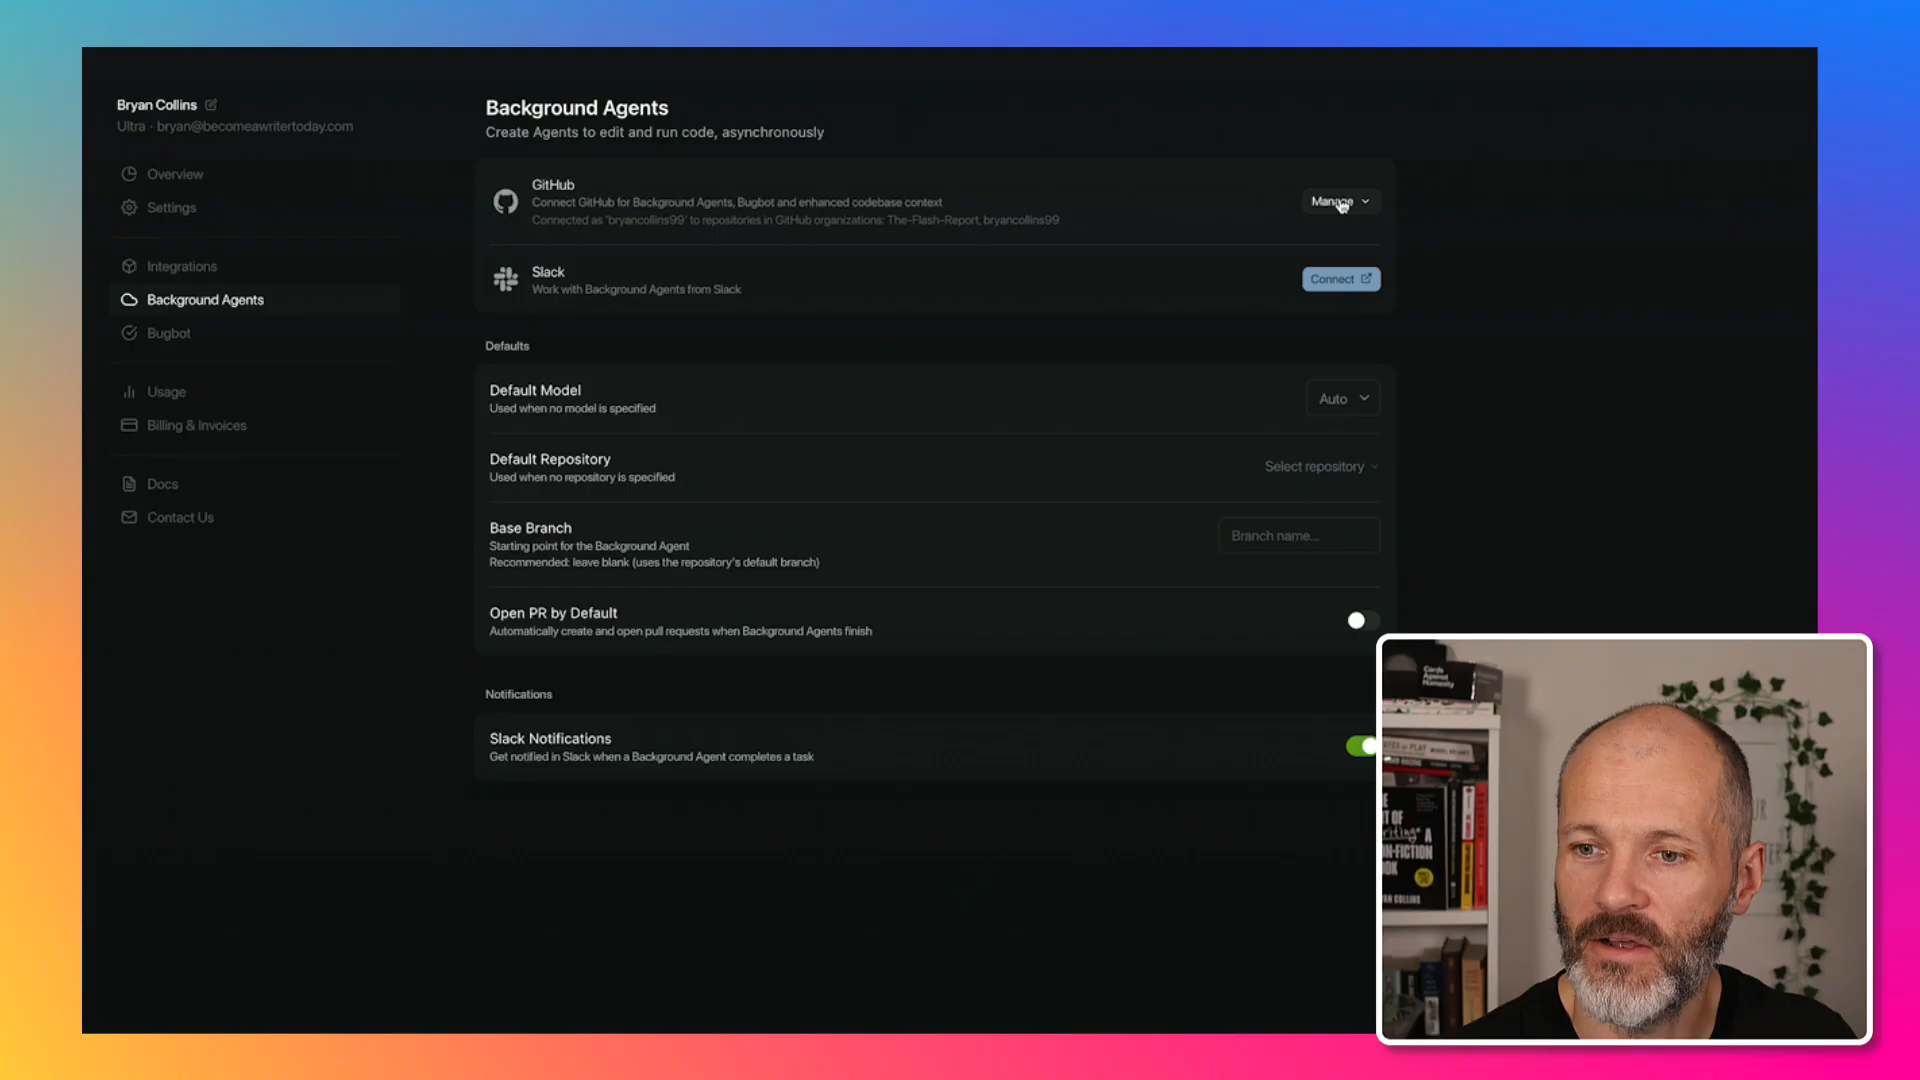 Bryan Collins
Ultra · bryan@becomeawritertoday.com
Overview
Settings
Integrations
Background Agents
Bugbot
Usage
Billing & Invoices
Docs
Contact Us
Background Agents
Create Agents to edit and run code, asynchronously
GitHub
Connect GitHub for Background Agents, Bugbot and enhanced codebase context
Connected as 'bryancollins99' to repositories in GitHub organizations: The-Flash-Report, bryancollins99
Manage
Slack
Work with Background Agents from Slack
Connect
Defaults
Default Model
Used when no model is specified
Auto
Default Repository
Used when no repository is specified
Select repository
Base Branch
Starting point for the Background Agent
Recommended: leave blank (uses the repository's default branch)
Branch name...
Open PR by Default
Automatically create and open pull requests when Background Agents finish
Notifications
Slack Notifications
Get notified in Slack when a Background Agent completes a task
Cards
Against
Humanity
OF
A
N-FICTION
COLLINS